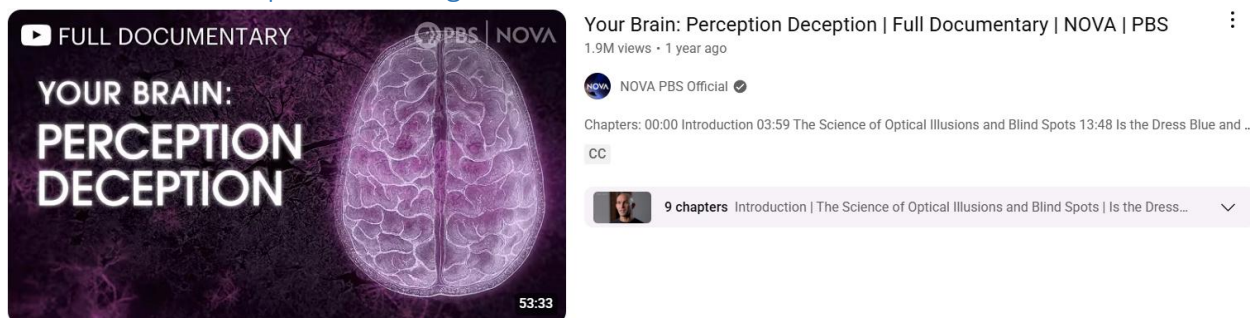 FULL DOCUMENTARY
PBS | NOVA
YOUR BRAIN:
PERCEPTION
DECEPTION
53:33
Your Brain: Perception Deception | Full Documentary | NOVA | PBS
1.9M views • 1 year ago
NOVA
NOVA PBS Official
Chapters: 00:00 Introduction 03:59 The Science of Optical Illusions and Blind Spots 13:48 Is the Dress Blue and ...
CC
9 chapters Introduction | The Science of Optical Illusions and Blind Spots | Is the Dress...